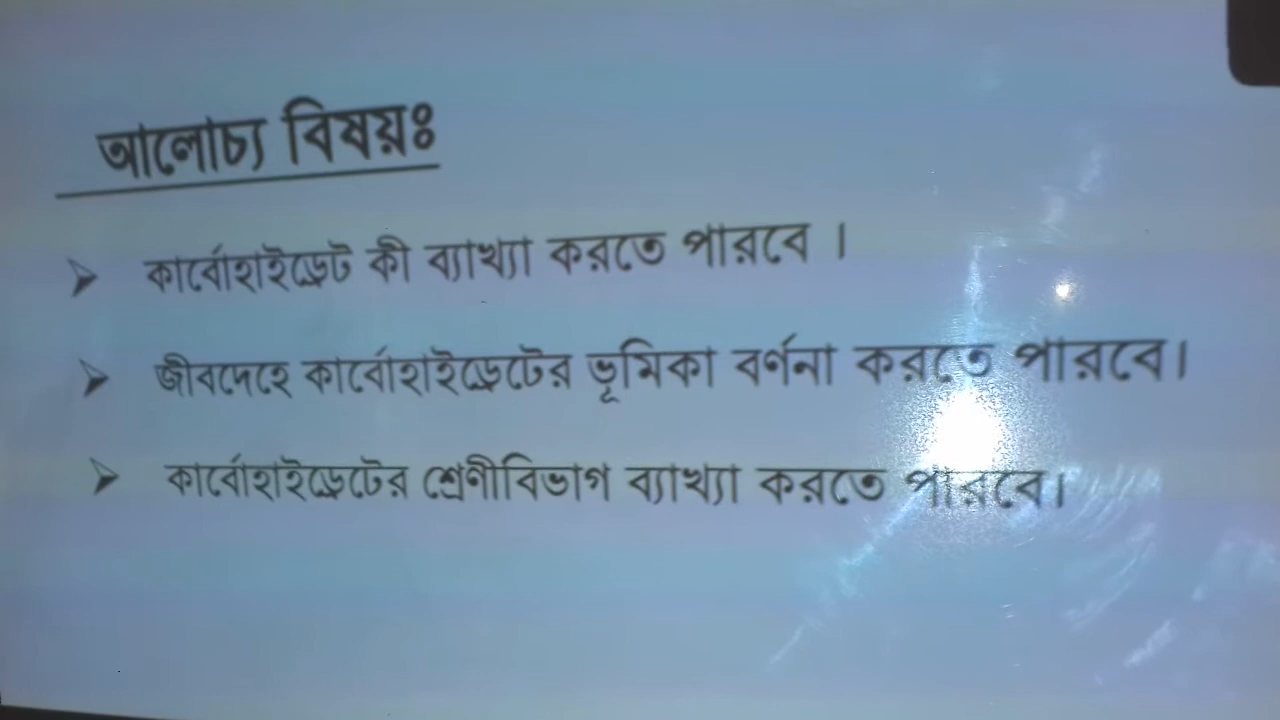 আলোচ্য বিষয়ঃ
➢ কার্বোহাইড্রেট কী ব্যাখ্যা করতে পারবে ।
➢ জীবদেহে কার্বোহাইড্রেটের ভূমিকা বর্ণনা করতে পারবে।
➢ কার্বোহাইড্রেটের শ্রেণীবিভাগ ব্যাখ্যা করতে পারবে।